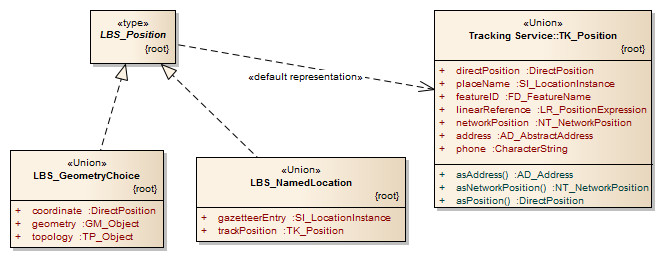 «type»
LBS_Position
{root}
«Union»
Tracking Service::TK_Position
{root}
+ directPosition :DirectPosition
+ placeName :SI_LocationInstance
+ featureID :FD_FeatureName
+ linearReference :LR_PositionExpression
+ networkPosition :NT_NetworkPosition
+ address :AD_AbstractAddress
+ phone :CharacterString
+ asAddress() :AD_Address
+ asNetworkPosition() :NT_NetwrkPosition
+ asPosition() :DirectPosition
«default representation»
«Union»
LBS_GeometryChoice
{root}
+ coordinate :DirectPosition
+ geometry :GM_Object
+ topology :TP_Object
«Union»
LBS_NamedLocation
{root}
+ gazetteerEntry :SI_LocationInstance
+ trackPosition :TK_Position